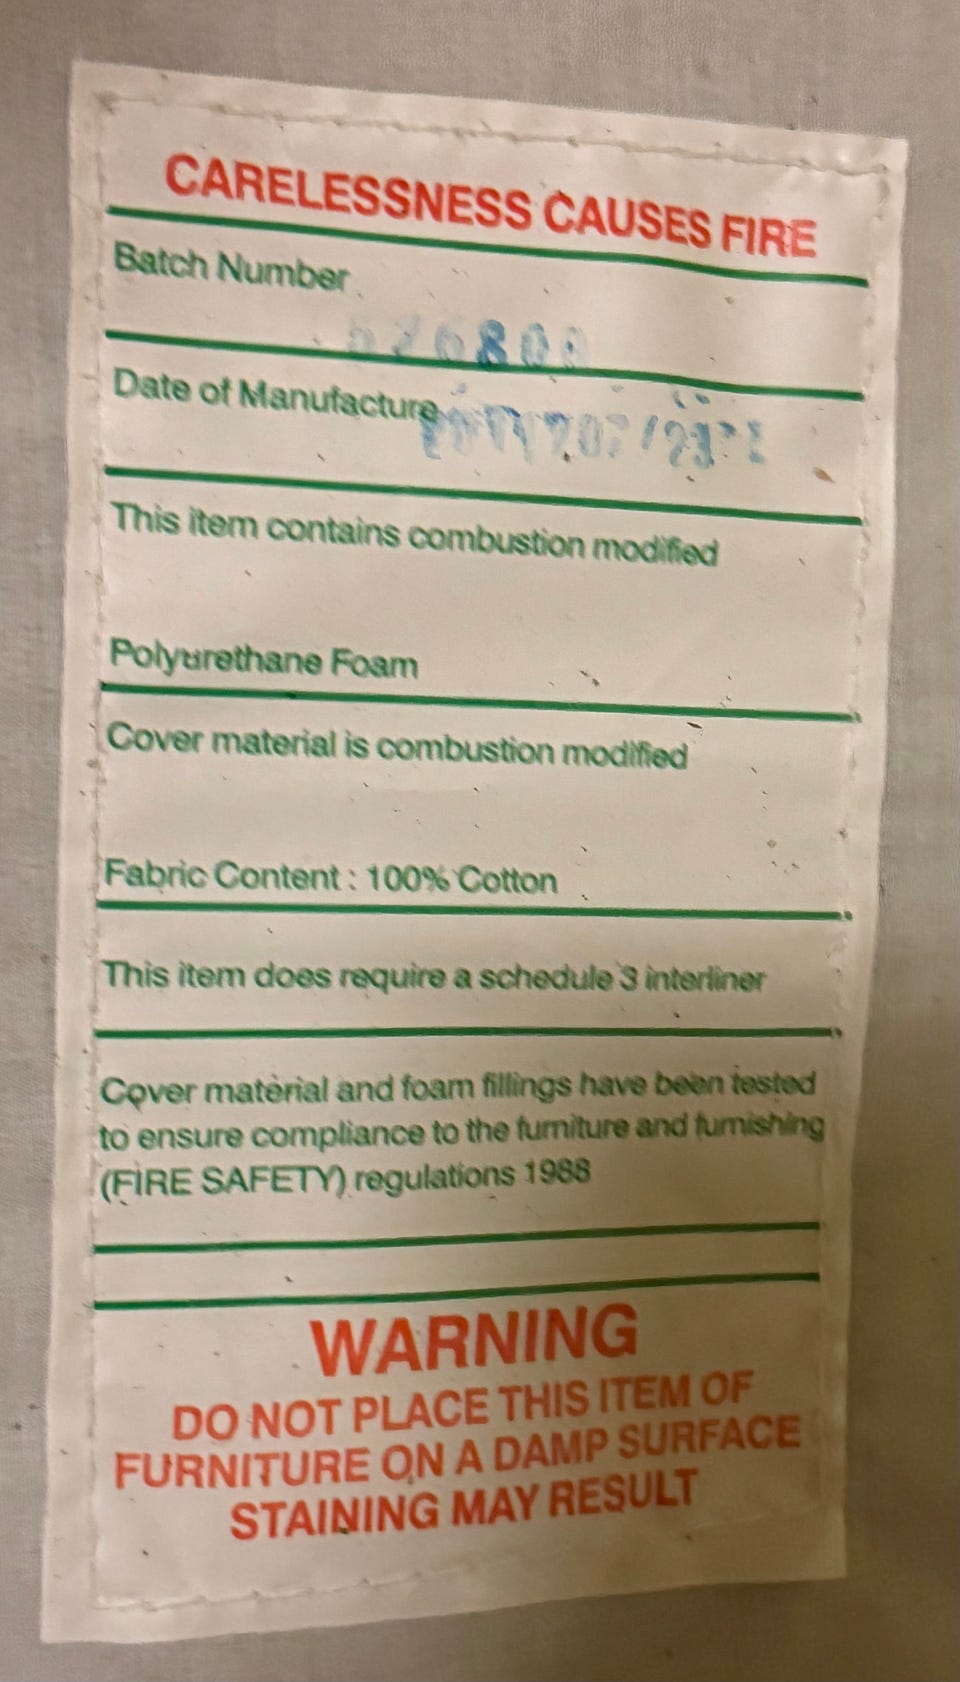 CARELESSNESS CAUSES FIRE
Batch Number
Date of Manufacture
This item contains combustion modified
Polyurethane Foam
Cover material is combustion modified
Fabric Content : 100% Cotton
This item does require a schedule 3 interliner
Cover material and foam fillings have been tested
to ensure compliance to the furniture and furnishing
(FIRE SAFETY) regulations 1988
WARNING
DO NOT PLACE THIS ITEM OF
FURNITURE ON A DAMP SURFACE
STAINING MAY RESULT